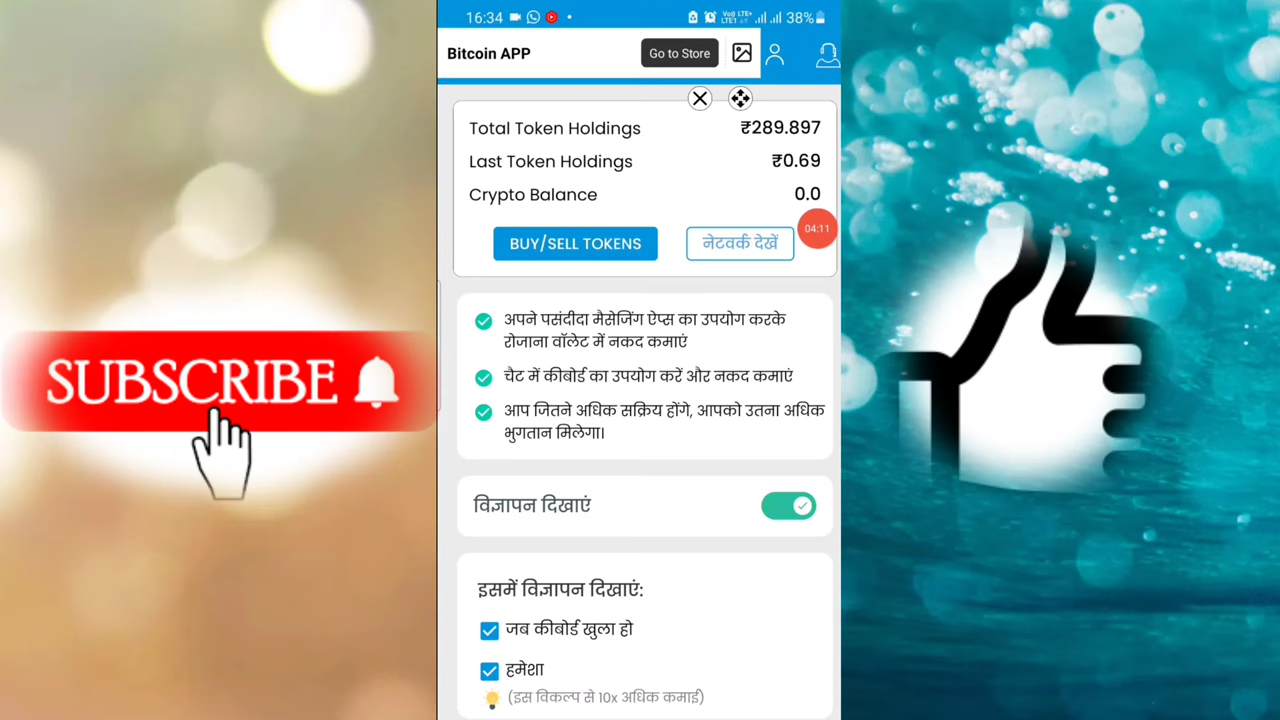 16:34
Vo)) LTE+
LTE1
38%
Bitcoin APP
Go to Store
Total Token Holdings
₹289.897
Last Token Holdings
₹0.69
Crypto Balance
0.0
04:11
BUY/SELL TOKENS
नेटवर्क देखें
अपने पसंदीदा मैसेजिंग ऐप्स का उपयोग करके
रोजाना वॉलेट में नकद कमाएं
चैट में कीबोर्ड का उपयोग करें और नकद कमाएं
आप जितने अधिक सक्रिय होंगे, आपको उतना अधिक
भुगतान मिलेगा।
विज्ञापन दिखाएं
इसमें विज्ञापन दिखाएं:
जब कीबोर्ड खुला हो
हमेशा
(इस विकल्प से 10x अधिक कमाई)
SUBSCRIBE